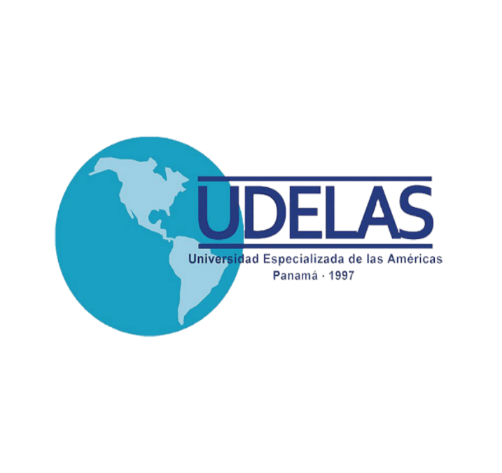 UDELAS
Universidad Especializada de las Américas
Panamá · 1997